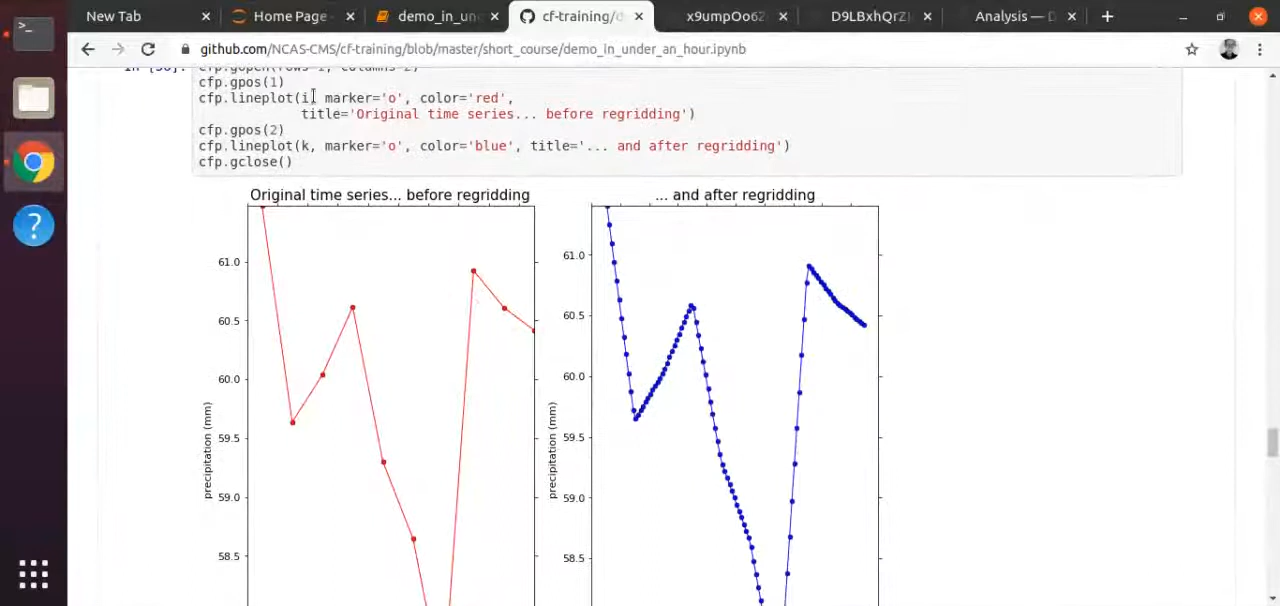 New Tab
Home Page -
demo_in_un
cf-training/d
x9umpOo62
D9LBxhQrZ
Analysis — D
github.com/NCAS-CMS/cf-training/blob/master/short_course/demo_in_under_an_hour.ipynb
cfp.gpos(1)
cfp.lineplot(i, marker='o', color='red',
title='Original time series... before regridding')
cfp.gpos(2)
cfp.lineplot(k, marker='o', color='blue', title='... and after regridding')
cfp.gclose()
Original time series... before regridding
... and after regridding
61.0
60.5
60.0
59.5
59.0
58.5
precipitation (mm)
61.0
60.5
60.0
59.5
59.0
58.5
precipitation (mm)